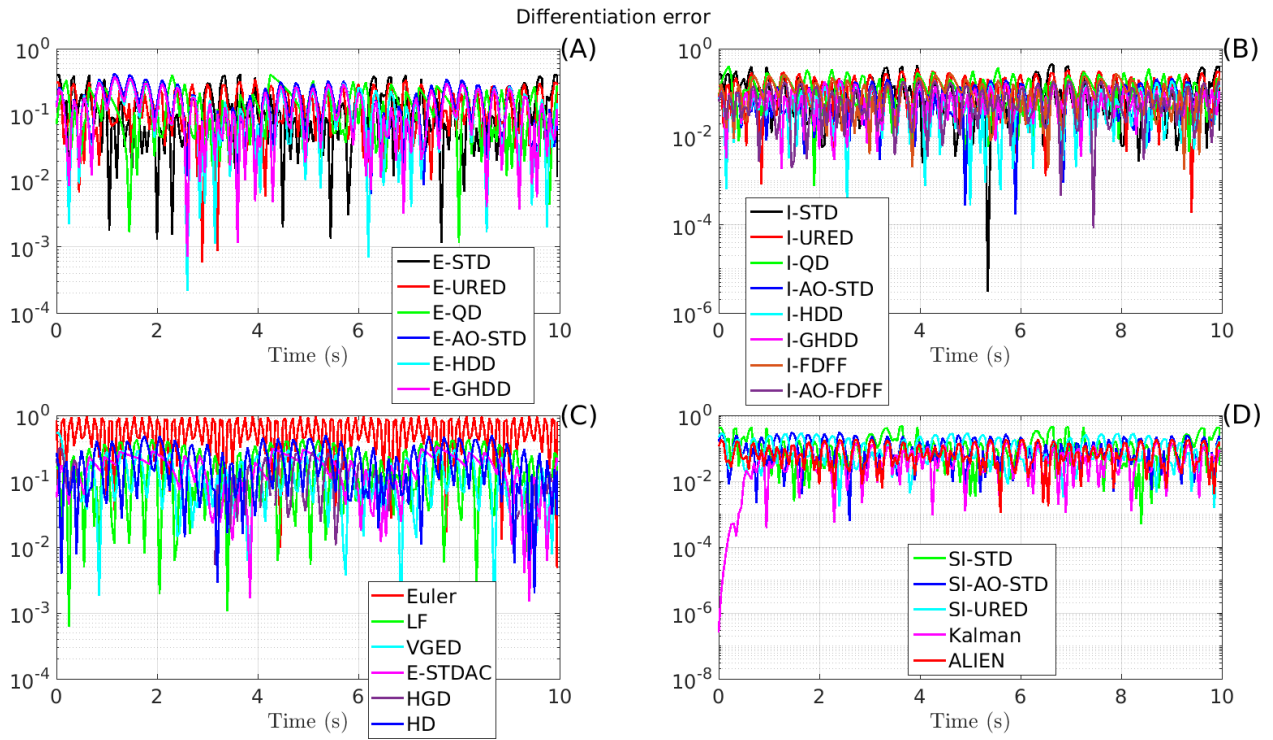 Differentiation error
(A)
10^0
10^-1
10^-2
10^-3
10^-4
0 2 4 6 8 10
Time (s)
E-STD
E-URED
E-QD
E-AO-STD
E-HDD
E-GHDD
(B)
10^0
10^-2
10^-4
10^-6
0 2 4 6 8 10
Time (s)
I-STD
I-URED
I-QD
I-AO-STD
I-HDD
I-GHDD
I-FDFF
I-AO-FDFF
(C)
10^0
10^-1
10^-2
10^-3
10^-4
0 2 4 6 8 10
Time (s)
Euler
LF
VGED
E-STDAC
HGD
HD
(D)
10^0
10^-2
10^-4
10^-6
10^-8
0 2 4 6 8 10
Time (s)
SI-STD
SI-AO-STD
SI-URED
Kalman
ALIEN